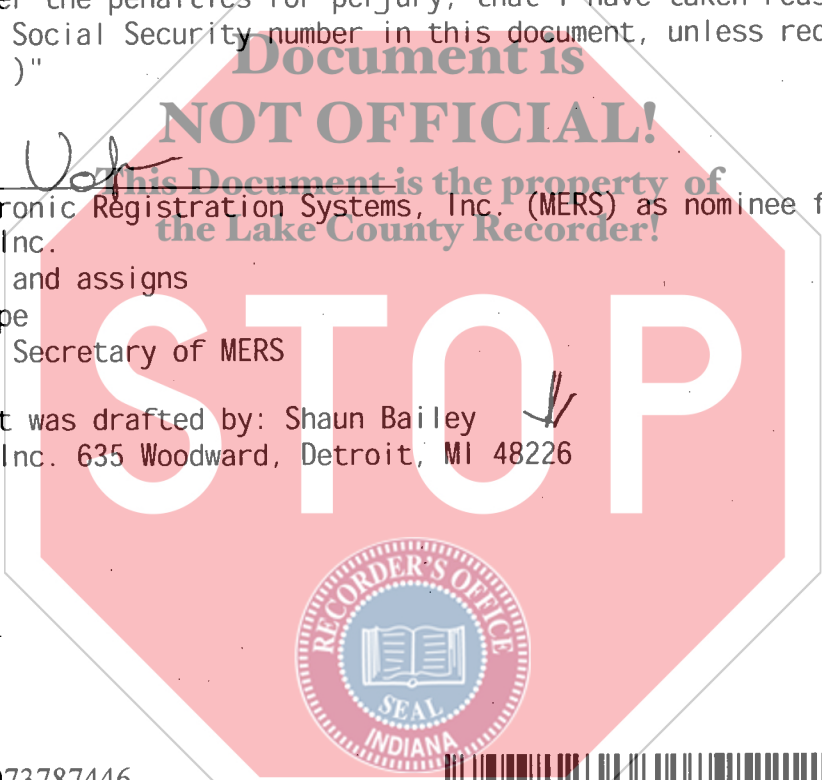 er the penalties for perjury, that I have taken reas
Social Security number in this document, unless req
)"
Document is
NOT OFFICIAL!
This Document is the property of
the Lake County Recorder!
ronic Registration Systems, Inc. (MERS) as nominee f
Inc.
and assigns
pe
Secretary of MERS
STOP
t was drafted by: Shaun Bailey
Inc. 635 Woodward, Detroit, MI 48226
RECORDER'S OFFICE
SEAL
INDIANA
073787446